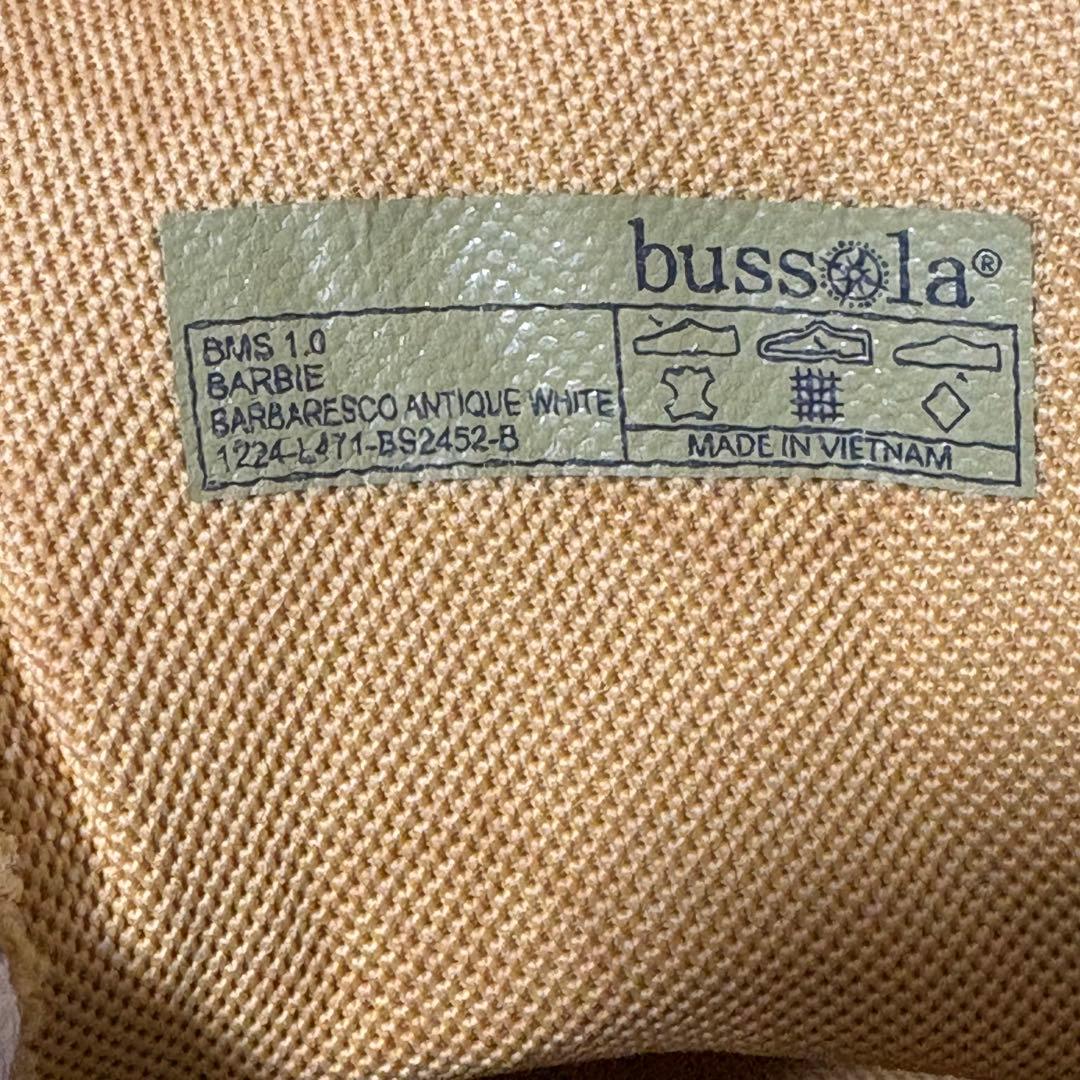 bussola®
BMS 1.0
BARBIE
BARBARESCO ANTIQUE WHITE
1224-L471-BS2452-B
MADE IN VIETNAM